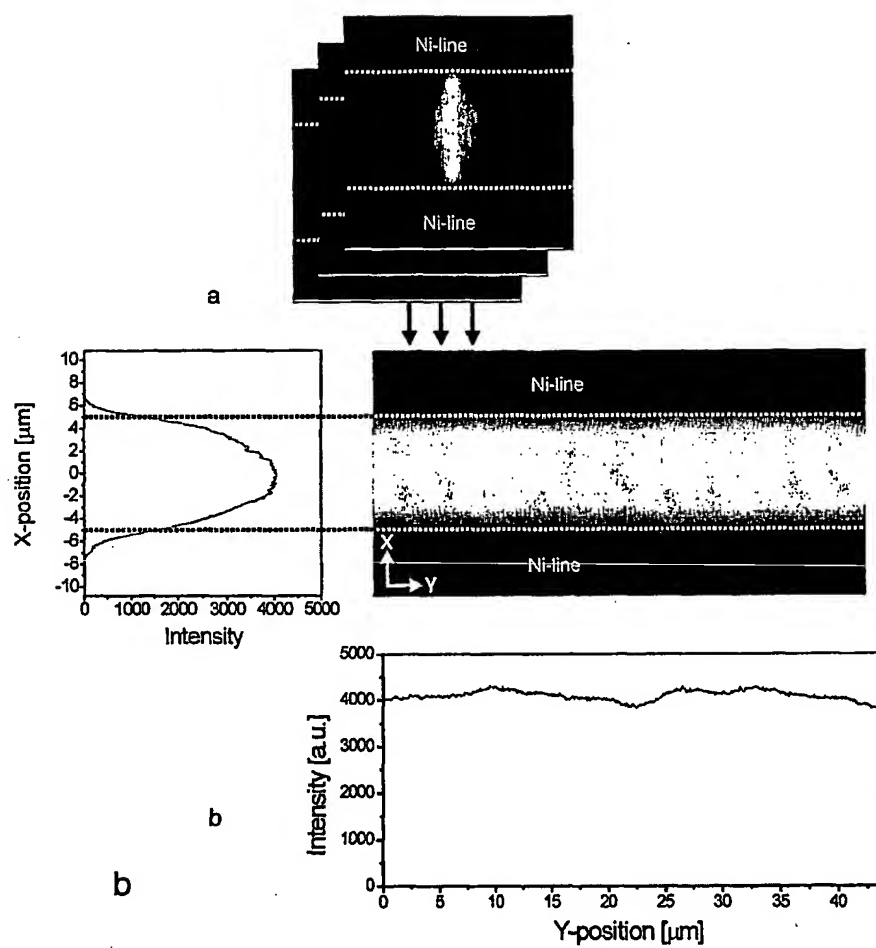 Ni-line
Ni-line
a
X-position [μm]
10
8
6
4
2
0
-2
-4
-6
-8
-10
0 1000 2000 3000 4000 5000
Intensity
Ni-line
X
Y
Ni-line
Intensity [a.u.]
5000
4000
3000
2000
1000
0
0 5 10 15 20 25 30 35 40
Y-position [μm]
b
b